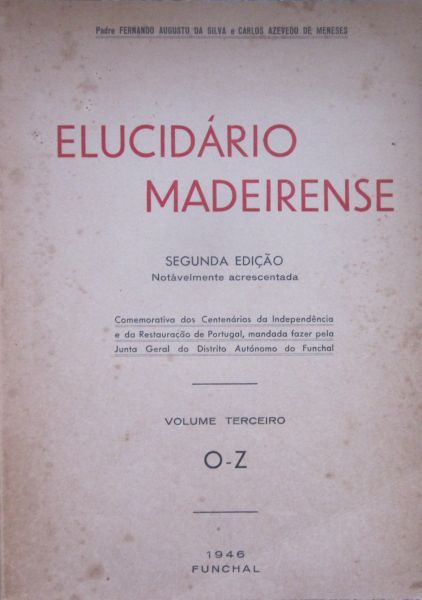 Padre FERNANDO AUGUSTO DA SILVA e CARLOS AZEVEDO DE MENESES
ELUCIDÁRIO
MADEIRENSE
SEGUNDA EDIÇÃO
Notàvelmente acrescentada
Comemorativa dos Centenários da Independência
e da Restauração de Portugal, mandada fazer pela
Junta Geral do Distrito Autónomo do Funchal
VOLUME TERCEIRO
O-Z
1946
FUNCHAL